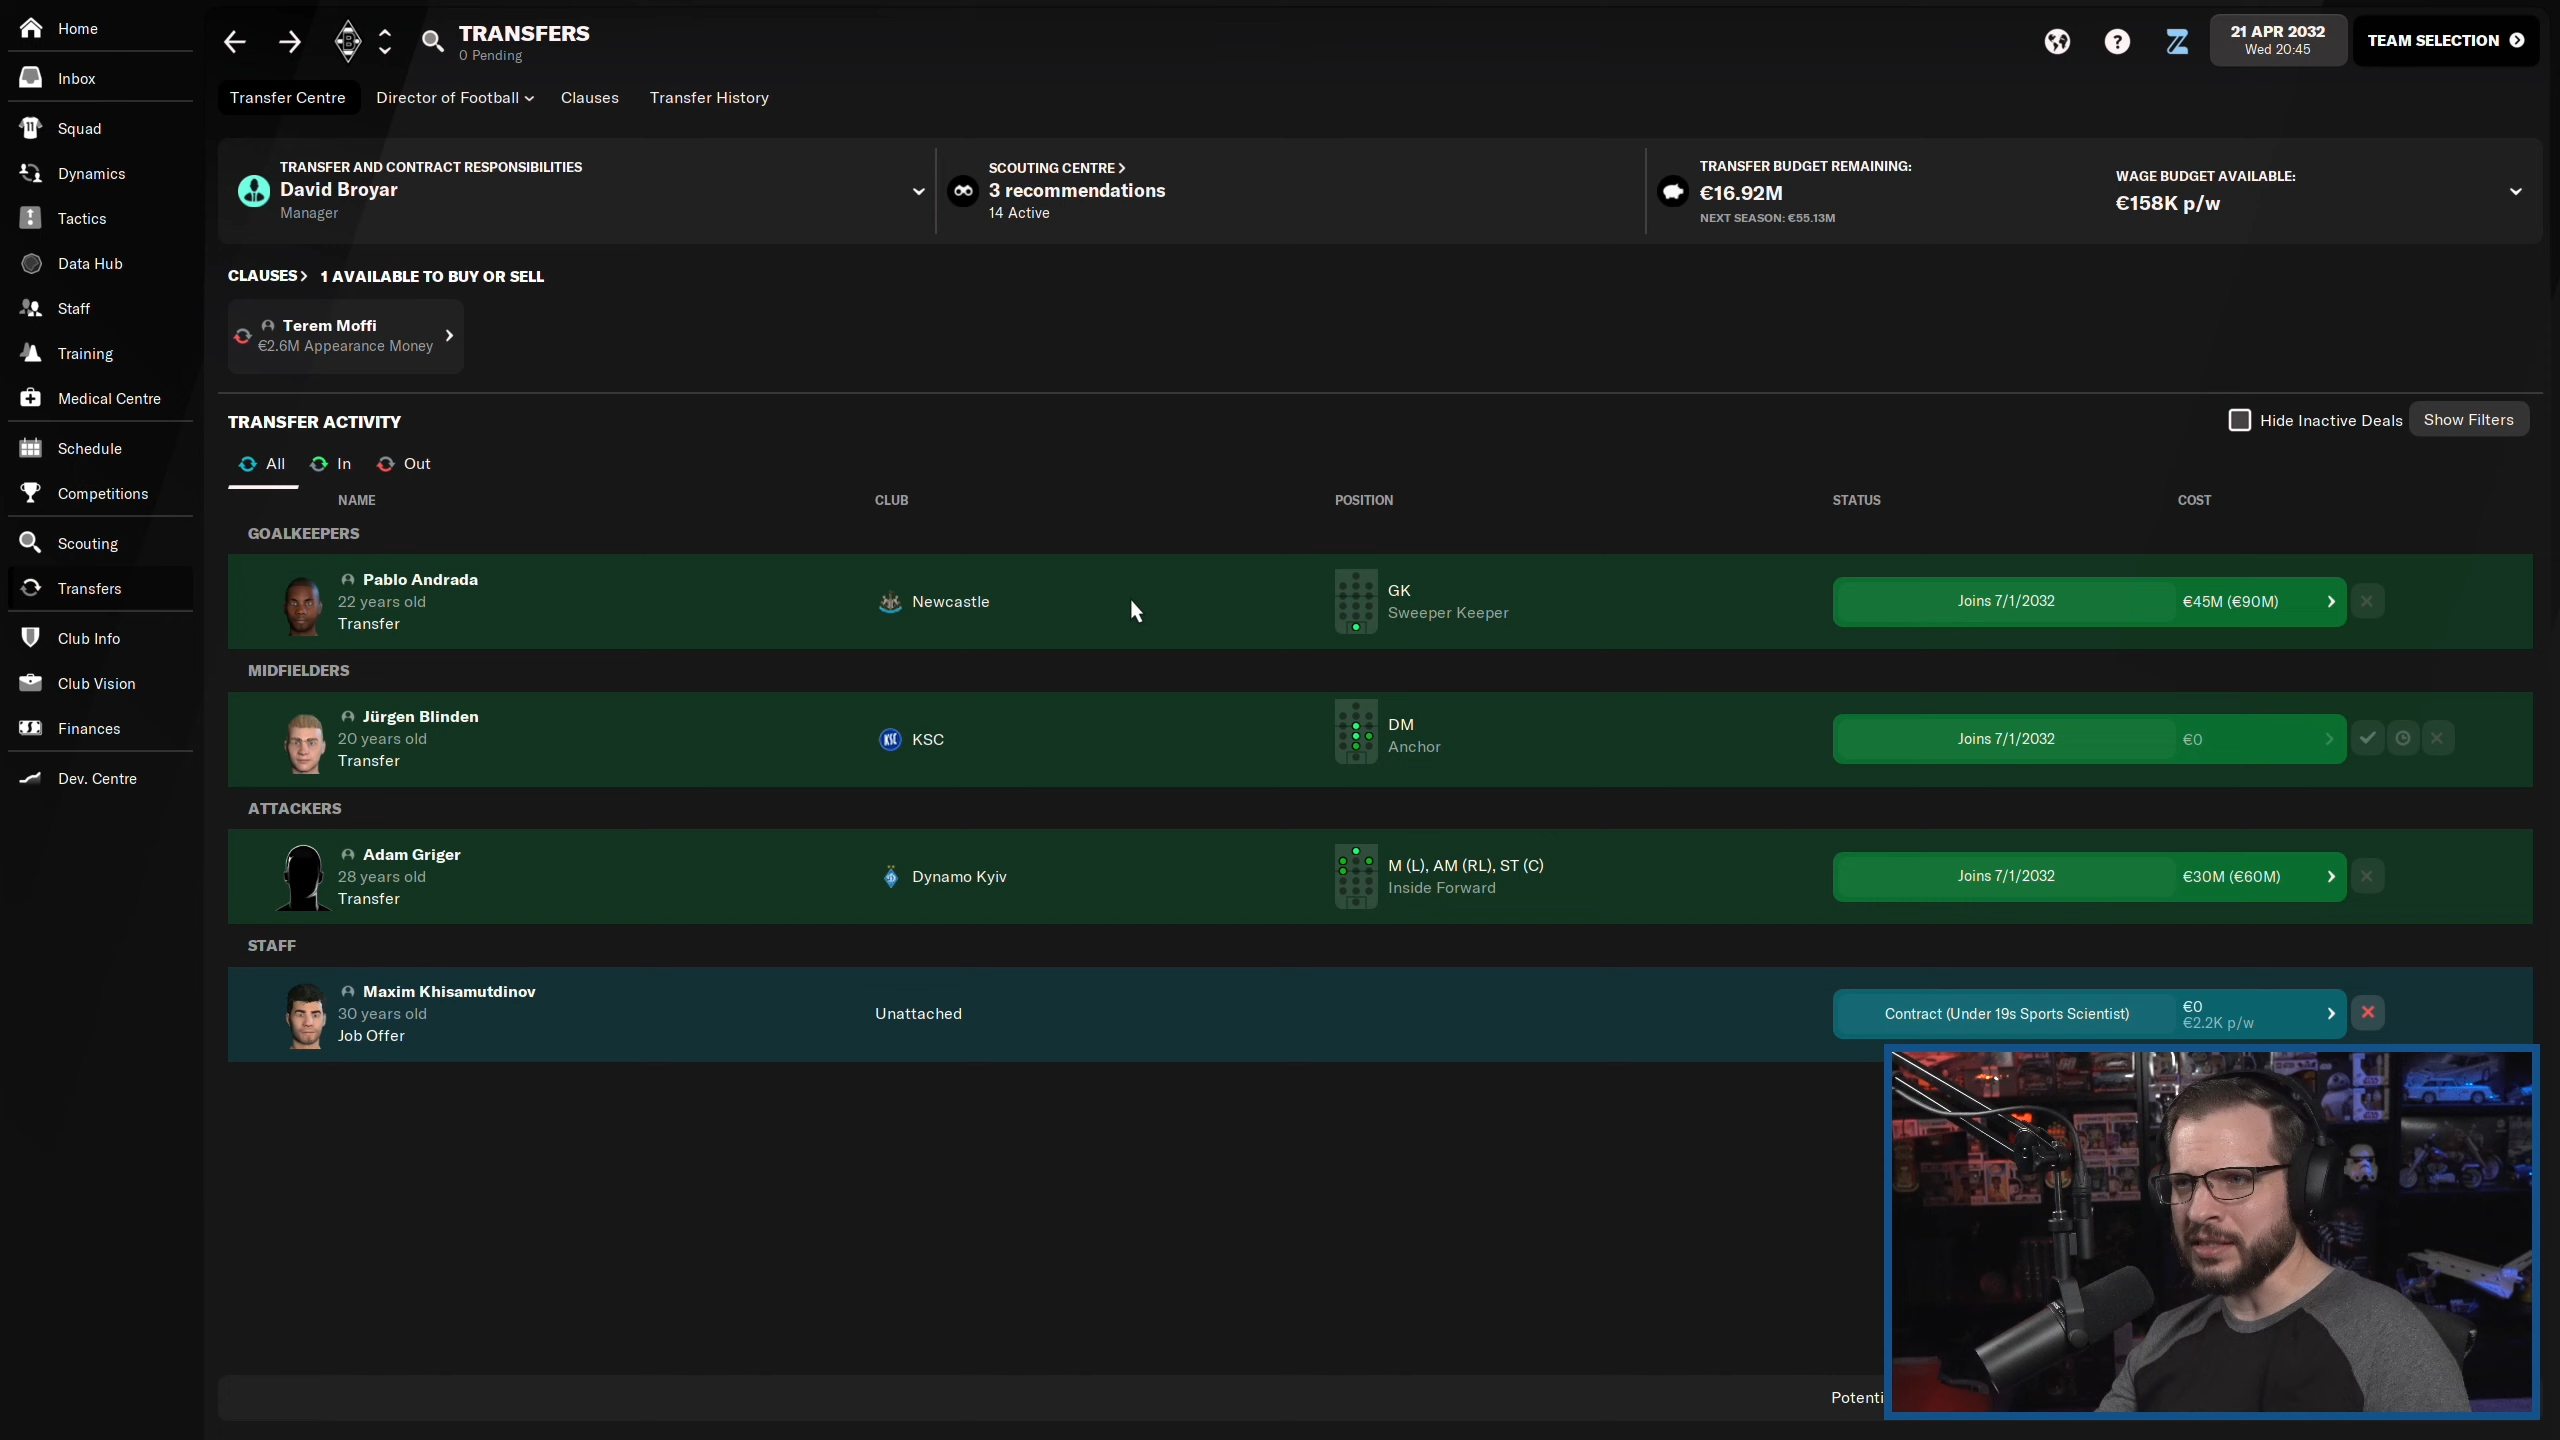 Home
Inbox
Squad
Dynamics
Tactics
Data Hub
Staff
Training
Medical Centre
Schedule
Competitions
Scouting
Transfers
Club Info
Club Vision
Finances
Dev. Centre
TRANSFERS
0 Pending
21 APR 2032
Wed 20:45
TEAM SELECTION
Transfer Centre
Director of Football
Clauses
Transfer History
TRANSFER AND CONTRACT RESPONSIBILITIES
David Broyar
Manager
SCOUTING CENTRE >
3 recommendations
14 Active
TRANSFER BUDGET REMAINING:
€16.92M
NEXT SEASON: €55.13M
WAGE BUDGET AVAILABLE:
€158K p/w
CLAUSES > 1 AVAILABLE TO BUY OR SELL
Terem Moffi
€2.6M Appearance Money
TRANSFER ACTIVITY
Hide Inactive Deals
Show Filters
All
In
Out
NAME CLUB POSITION STATUS COST
GOALKEEPERS
Pablo Andrada
22 years old
Transfer
Newcastle
GK
Sweeper Keeper
Joins 7/1/2032
€45M (€90M)
MIDFIELDERS
Jürgen Blinden
20 years old
Transfer
KSC
KSC
DM
Anchor
Joins 7/1/2032
€0
ATTACKERS
Adam Griger
28 years old
Transfer
Dynamo Kyiv
M (L), AM (RL), ST (C)
Inside Forward
Joins 7/1/2032
€30M (€60M)
STAFF
Maxim Khisamutdinov
30 years old
Job Offer
Unattached
Contract (Under 19s Sports Scientist)
€0
€2.2K p/w
Potenti